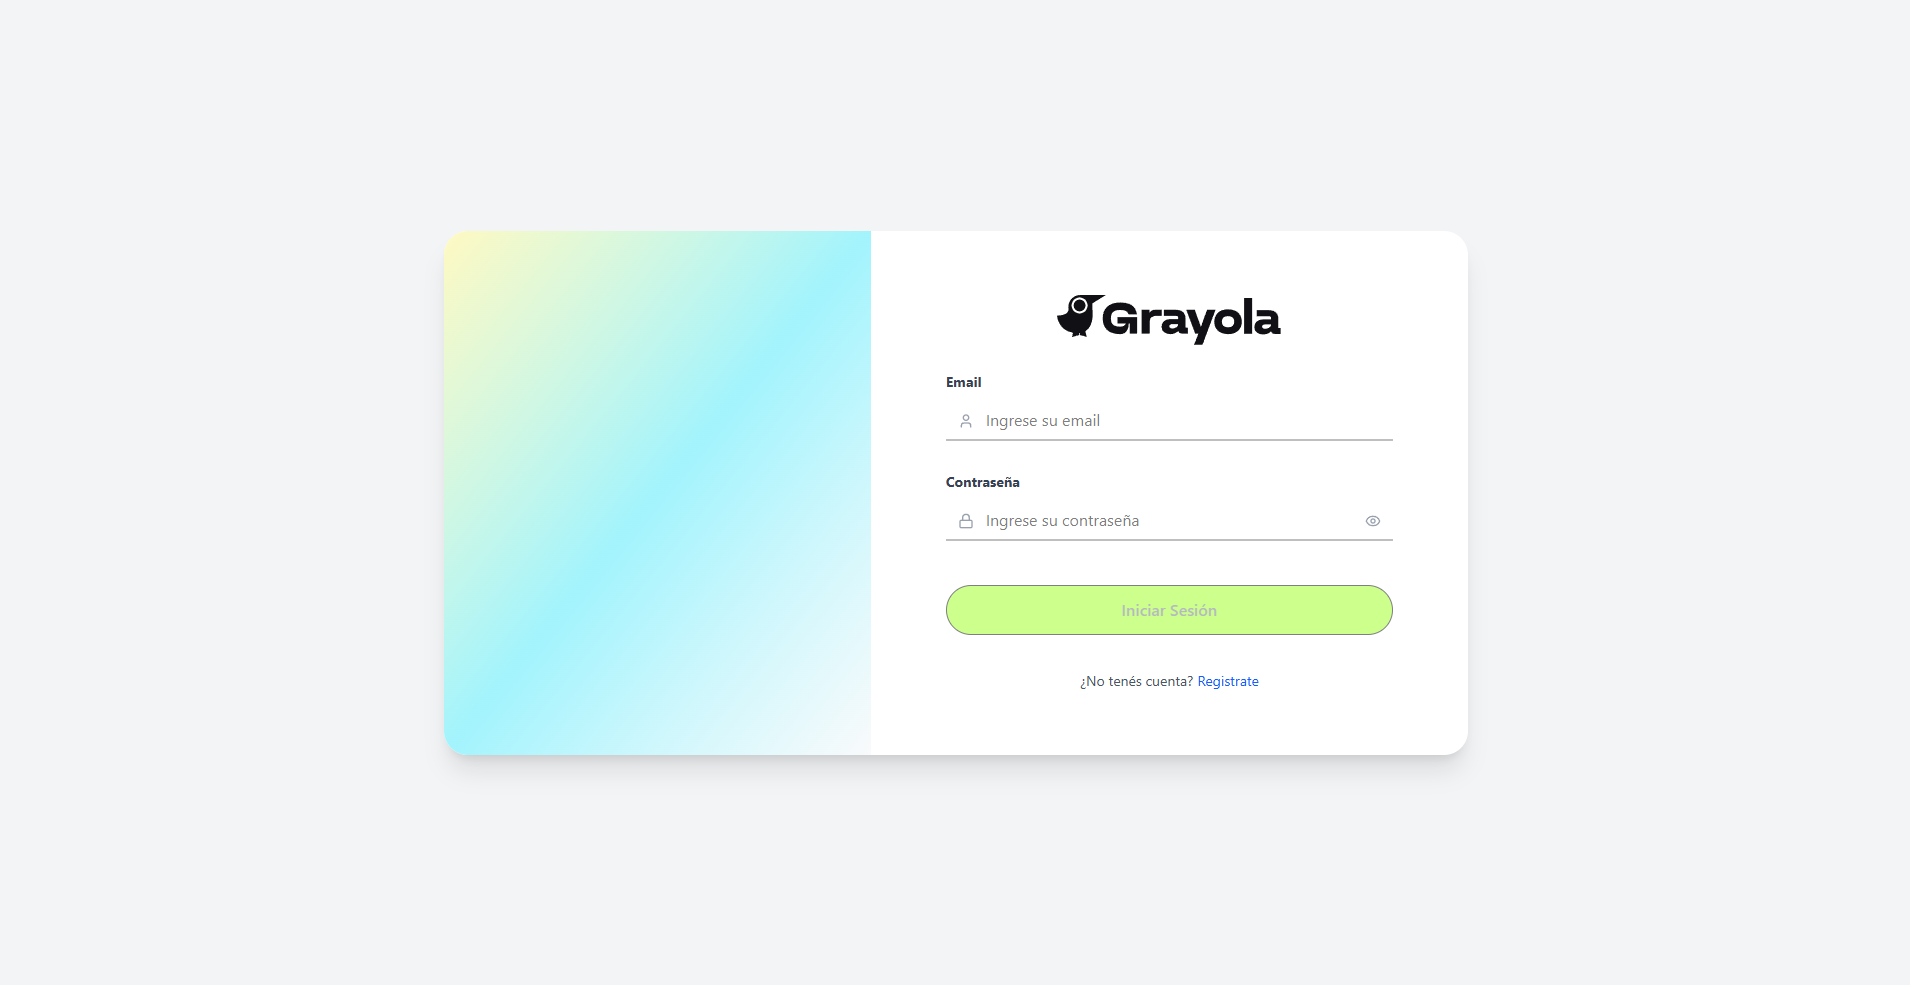 Grayola
Email
Ingrese su email
Contraseña
Ingrese su contraseña
Iniciar Sesión
¿No tenés cuenta? Registrate